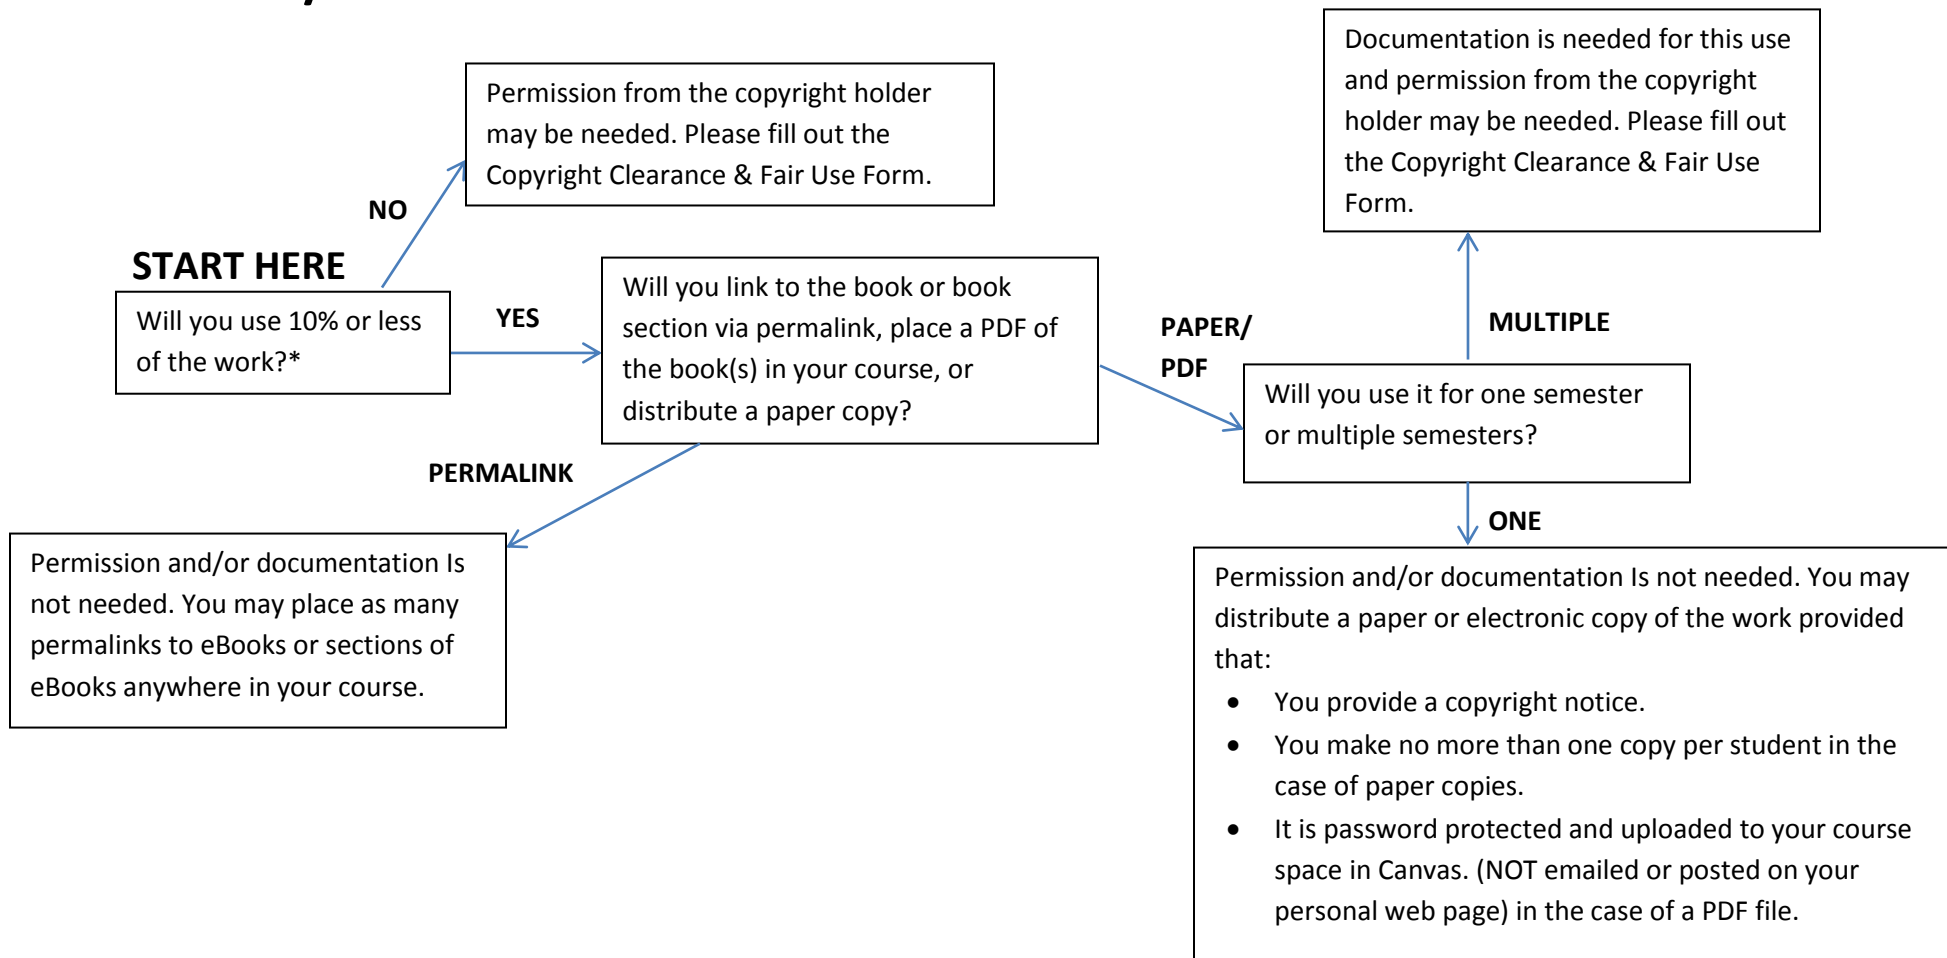 Documentation is needed for this use
and permission from the copyright
holder may be needed. Please fill out
the Copyright Clearance & Fair Use
Form.
Permission from the copyright holder
may be needed. Please fill out the
Copyright Clearance & Fair Use Form.
NO
START HERE
Will you use 10% or less
of the work?*
YES
Will you link to the book or book
section via permalink, place a PDF of
the book(s) in your course, or
distribute a paper copy?
PAPER/
PDF
MULTIPLE
Will you use it for one semester
or multiple semesters?
PERMALINK
ONE
Permission and/or documentation Is
not needed. You may place as many
permalinks to eBooks or sections of
eBooks anywhere in your course.
Permission and/or documentation Is not needed. You may
distribute a paper or electronic copy of the work provided
that:
• You provide a copyright notice.
• You make no more than one copy per student in the
case of paper copies.
• It is password protected and uploaded to your course
space in Canvas. (NOT emailed or posted on your
personal web page) in the case of a PDF file.